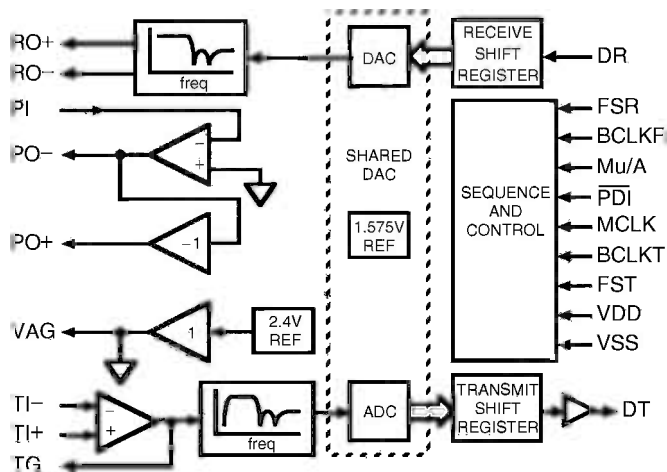 RO+
RO−
freq
DAC
RECEIVE
SHIFT
REGISTER
DR
PI
PO−
−
+
PO+
−1
SHARED
DAC
1.575V
REF
SEQUENCE
AND
CONTROL
FSR
BCLKF
Mu/A
PDI
MCLK
BCLKT
FST
VDD
VSS
VAG
1
2.4V
REF
TI−
TI+
TG
−
+
freq
ADC
TRANSMIT
SHIFT
REGISTER
DT